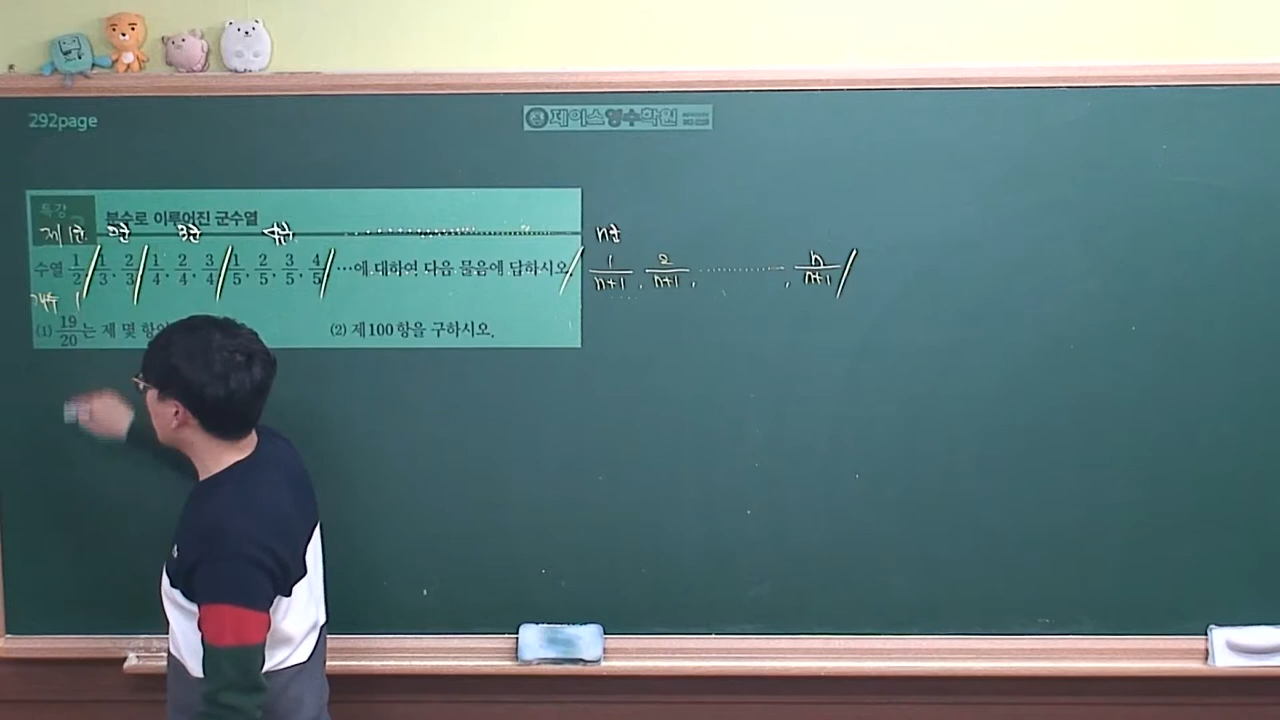 292page
제이스영수학원
특강
분수로 이루어진 군수열
제1군 2군 3군 4군 n군
수열 1/2 / 1/3, 2/3 / 1/4, 2/4, 3/4 / 1/5, 2/5, 3/5, 4/5 / …에 대하여 다음 물음에 답하시오. / 1/n+1, 2/n+1, ………, n/n+1 /
개수 1
(1) 19/20는 제 몇 항
(2) 제100항을 구하시오.